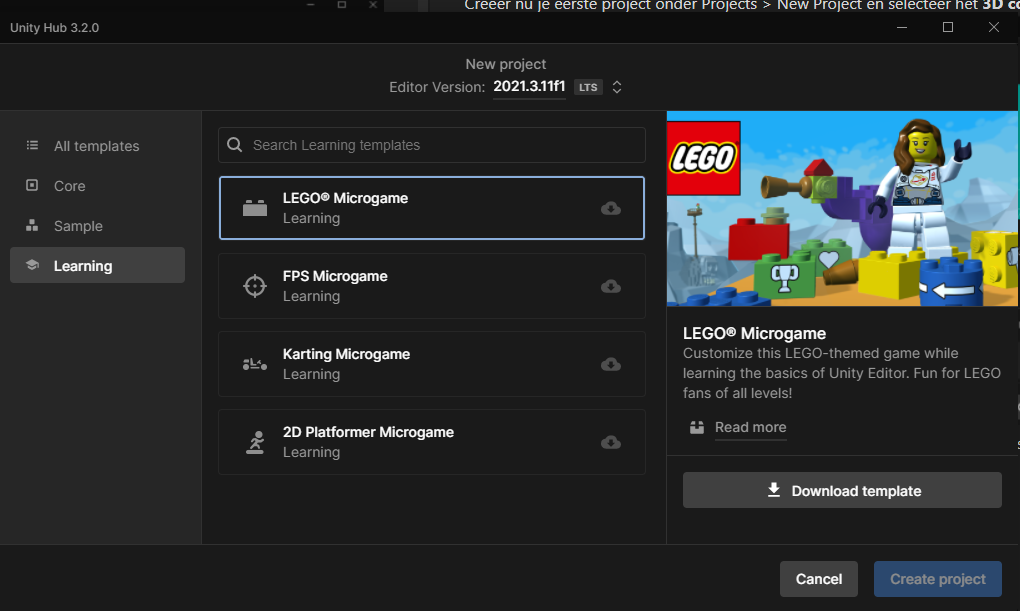 Creëer nu je eerste project onder Projects > New Project en selecteer het 3D co
Unity Hub 3.2.0
New project
Editor Version: 2021.3.11f1 LTS
All templates
Core
Sample
Learning
Search Learning templates
LEGO® Microgame
Learning
FPS Microgame
Learning
Karting Microgame
Learning
2D Platformer Microgame
Learning
LEGO
LEGO® Microgame
Customize this LEGO-themed game while
learning the basics of Unity Editor. Fun for LEGO
fans of all levels!
Read more
Download template
Cancel
Create project